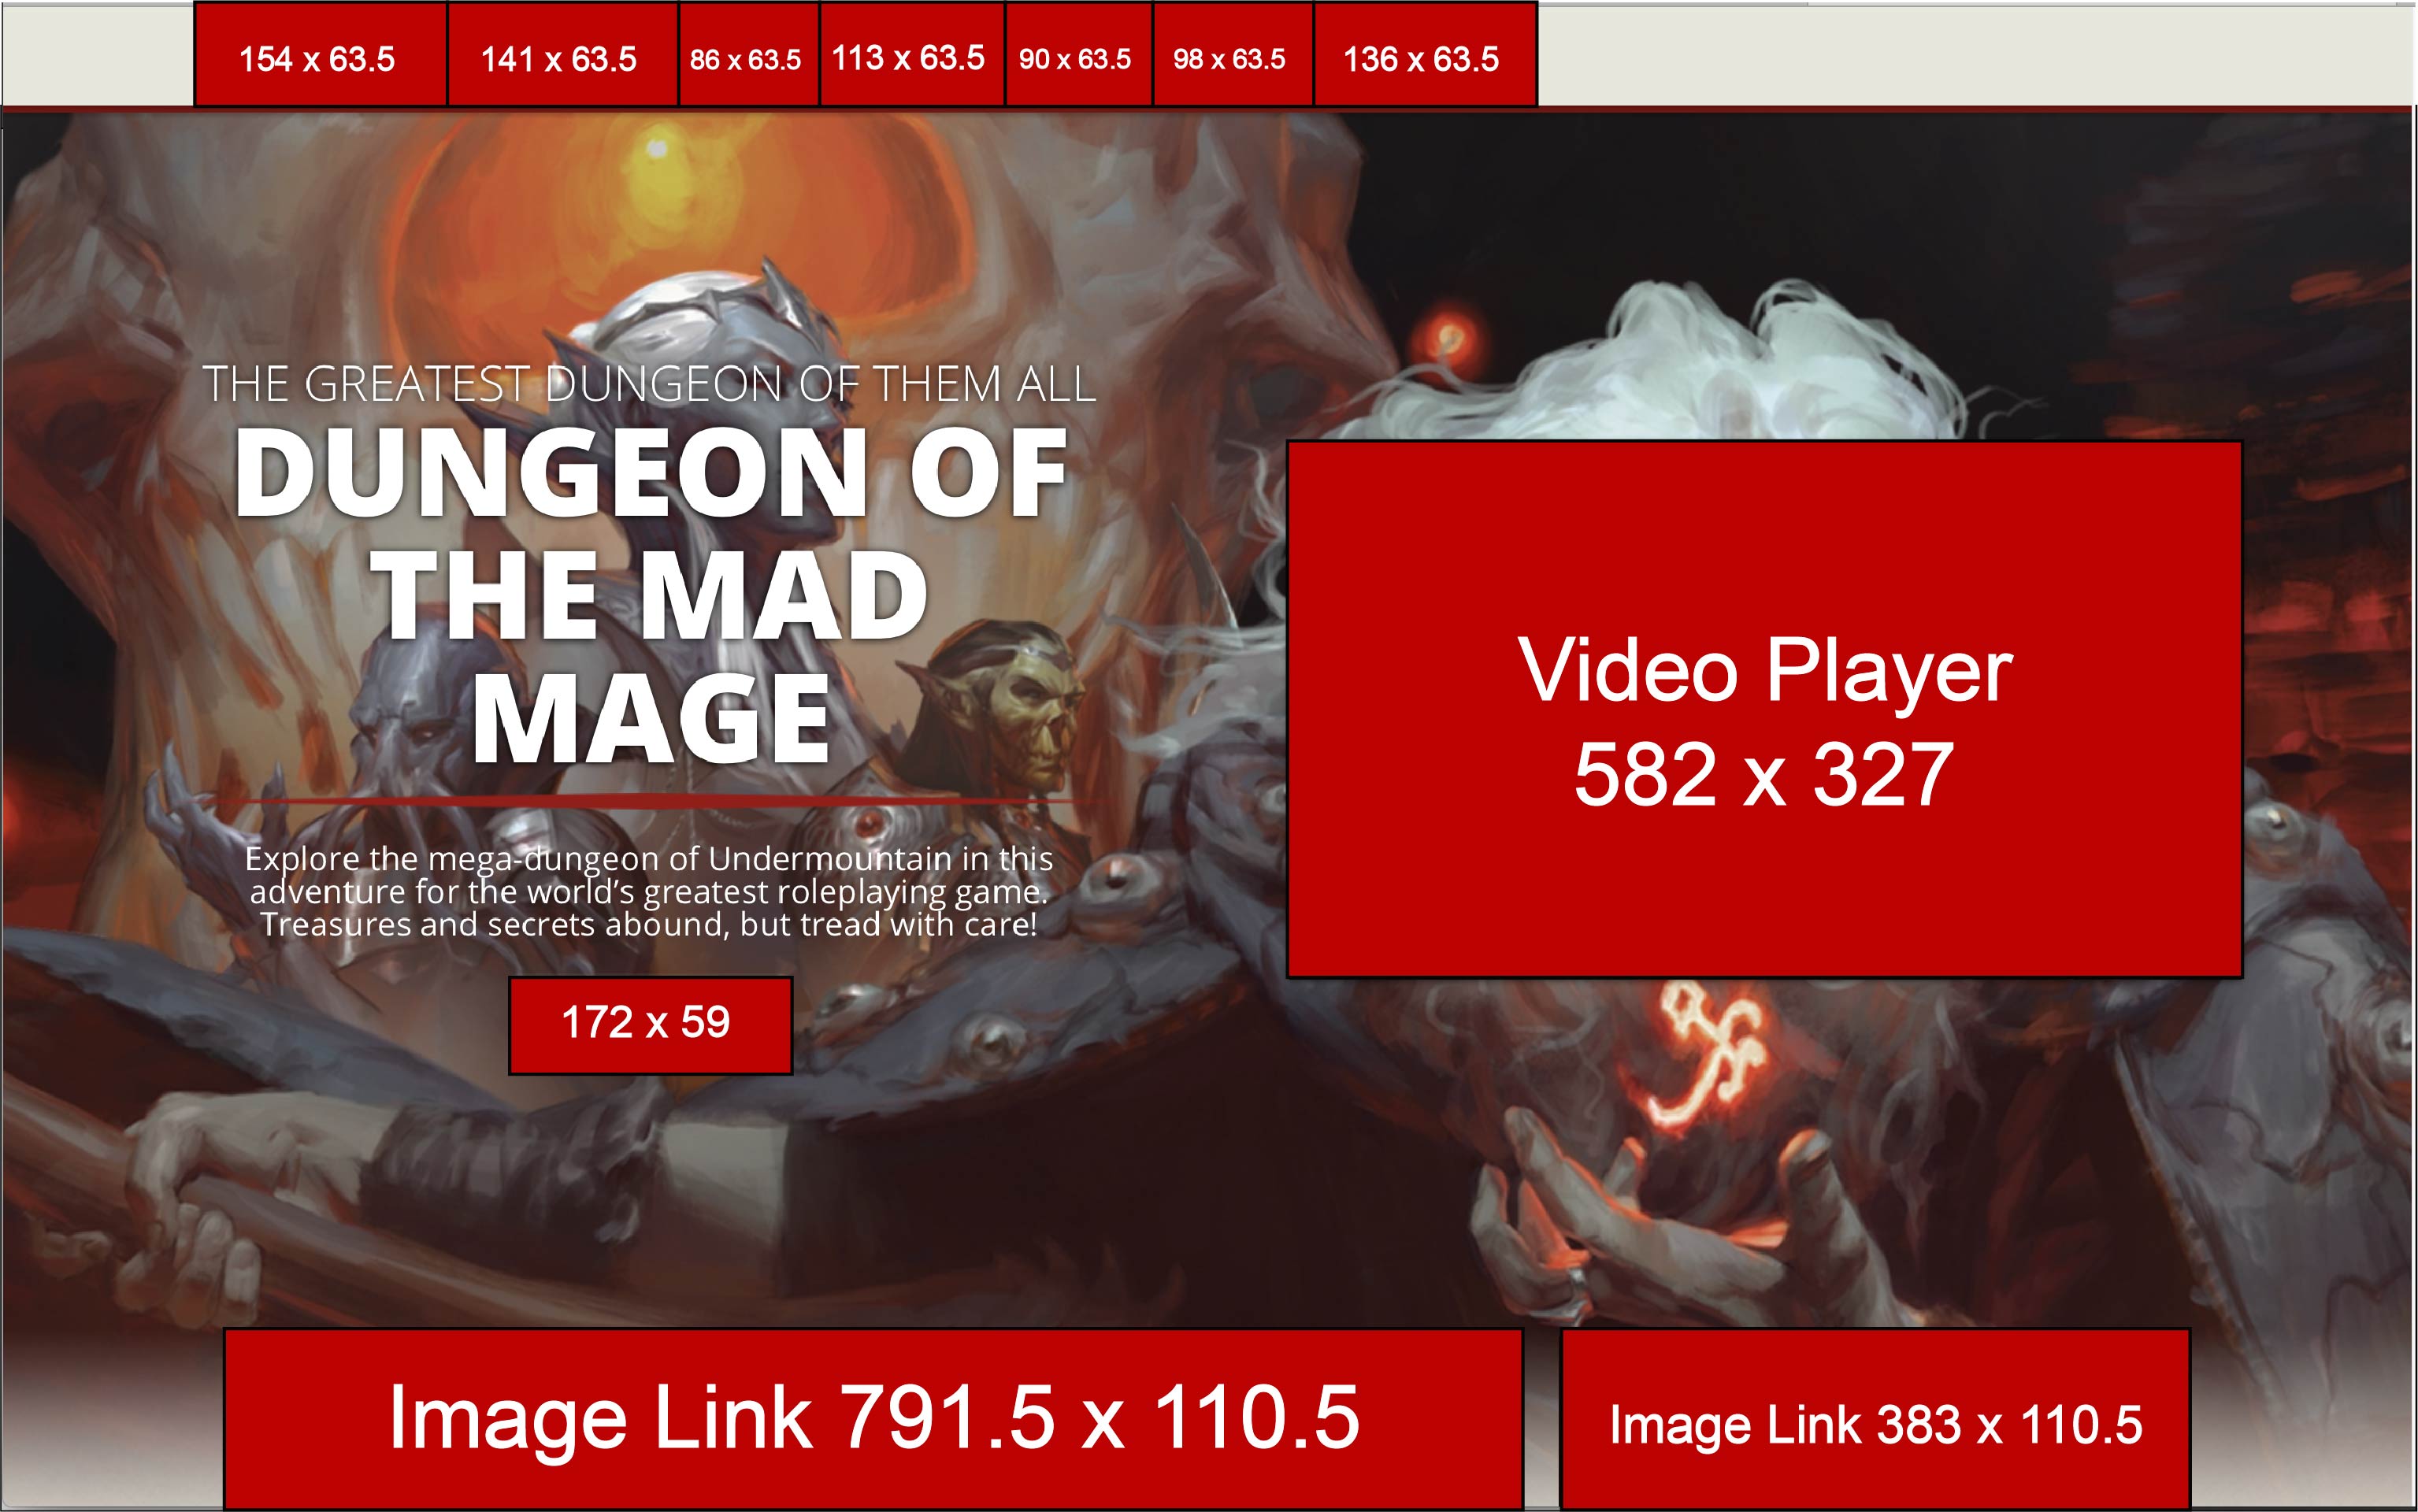 154 x 63.5
141 x 63.5
86 x 63.5
113 x 63.5
90 x 63.5
98 x 63.5
136 x 63.5
THE GREATEST DUNGEON OF THEM ALL
DUNGEON OF
THE MAD
MAGE
Explore the mega-dungeon of Undermountain in this
adventure for the world’s greatest roleplaying game.
Treasures and secrets abound, but tread with care!
172 x 59
Video Player
582 x 327
Image Link 791.5 x 110.5
Image Link 383 x 110.5